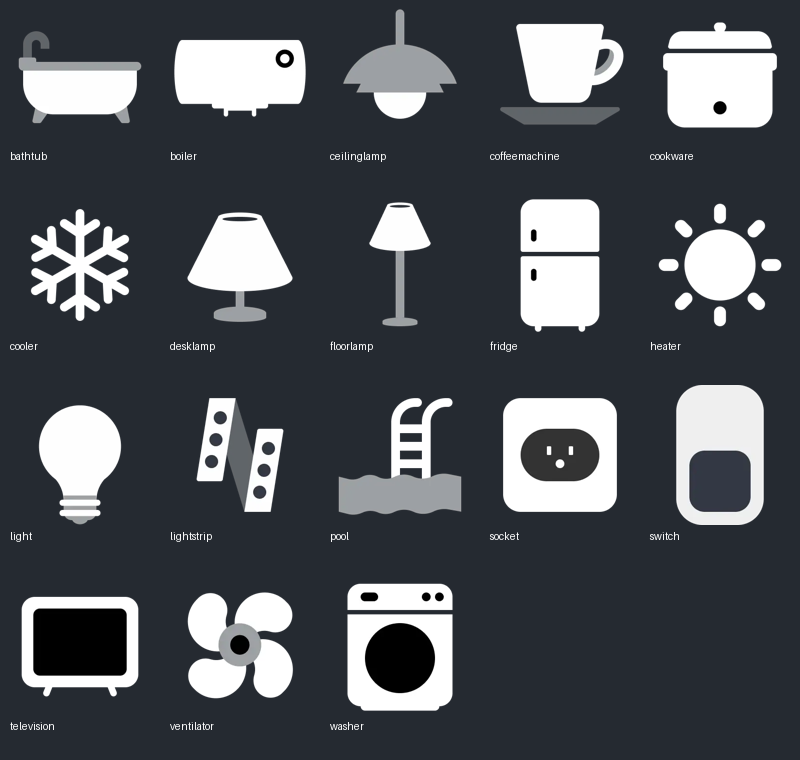 bathtub
boiler
ceilinglamp
coffeemachine
cookware
cooler
desklamp
floorlamp
fridge
heater
light
lightstrip
pool
socket
switch
television
ventilator
washer